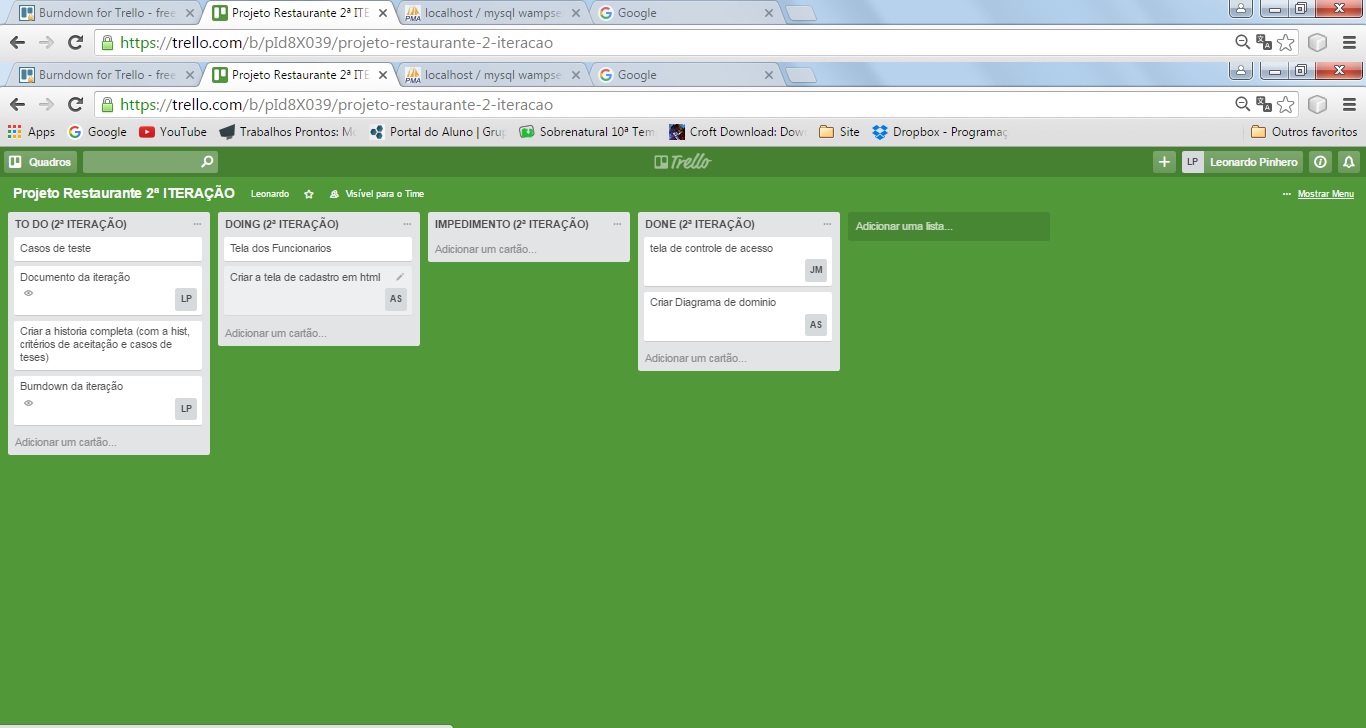 Burndown for Trello - free
Projeto Restaurante 2ª ITE
localhost / mysql wampse
Google
https://trello.com/b/pId8X039/projeto-restaurante-2-iteracao
Burndown for Trello - free
Projeto Restaurante 2ª ITE
localhost / mysql wampse
Google
https://trello.com/b/pId8X039/projeto-restaurante-2-iteracao
Apps Google YouTube Trabalhos Prontos: Mo Portal do Aluno | Grup Sobrenatural 10ª Tem Croft Download: Dow Site Dropbox - Programaç Outros favoritos
Quadros Trello LP Leonardo Pinhero
Projeto Restaurante 2ª ITERAÇÃO Leonardo Visível para o Time ... Mostrar Menu
TO DO (2ª ITERAÇÃO) ...
Casos de teste
Documento da iteração
LP
Criar a historia completa (com a hist,
critérios de aceitação e casos de
teses)
Burndown da iteração
LP
Adicionar um cartão...
DOING (2ª ITERAÇÃO) ...
Tela dos Funcionarios
Criar a tela de cadastro em html
AS
Adicionar um cartão...
IMPEDIMENTO (2ª ITERAÇÃO) ...
Adicionar um cartão...
DONE (2ª ITERAÇÃO) ...
tela de controle de acesso
JM
Criar Diagrama de dominio
AS
Adicionar um cartão...
Adicionar uma lista...